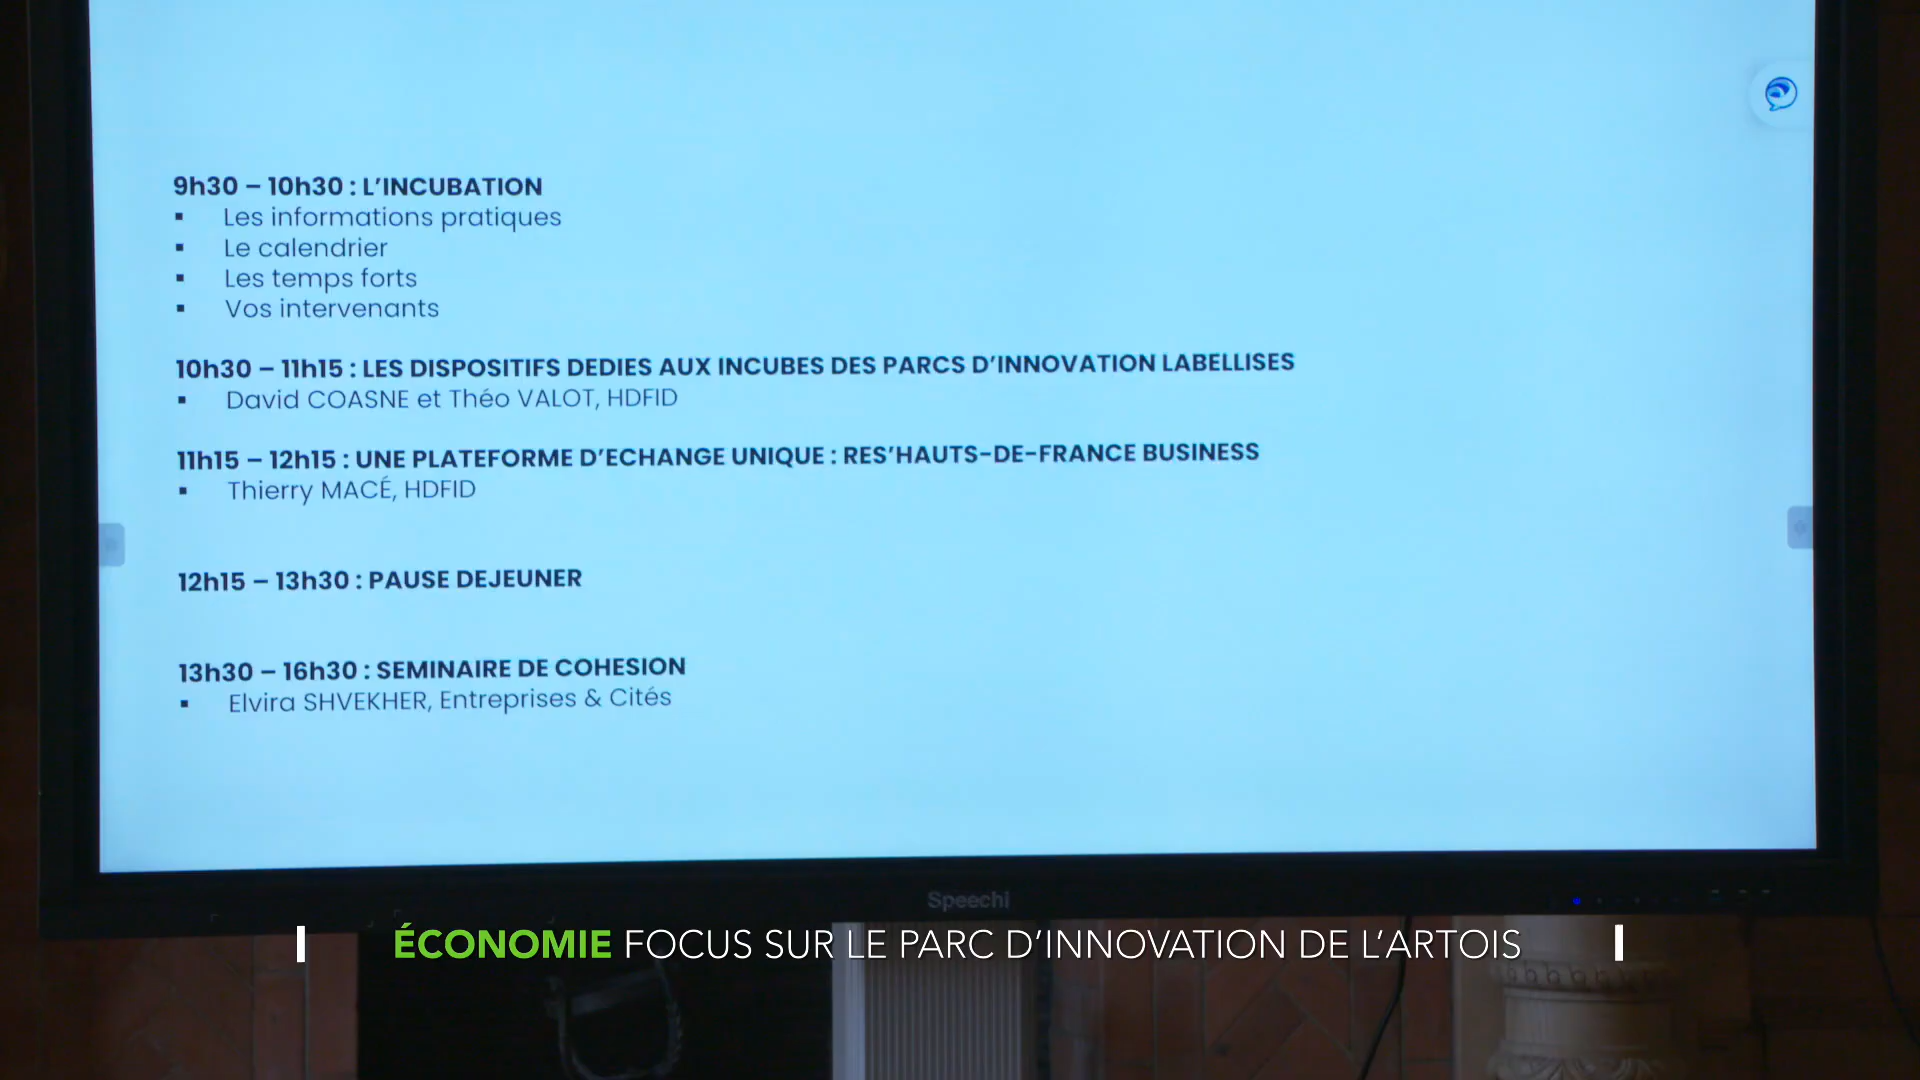 9h30 – 10h30 : L'INCUBATION
▪ Les informations pratiques
▪ Le calendrier
▪ Les temps forts
▪ Vos intervenants
10h30 – 11h15 : LES DISPOSITIFS DEDIES AUX INCUBES DES PARCS D'INNOVATION LABELLISES
▪ David COASNE et Théo VALOT, HDFID
11h15 – 12h15 : UNE PLATEFORME D'ECHANGE UNIQUE : RES'HAUTS-DE-FRANCE BUSINESS
▪ Thierry MACÉ, HDFID
12h15 – 13h30 : PAUSE DEJEUNER
13h30 – 16h30 : SEMINAIRE DE COHESION
▪ Elvira SHVEKHER, Entreprises & Cités
Speechi
ÉCONOMIE FOCUS SUR LE PARC D'INNOVATION DE L'ARTOIS